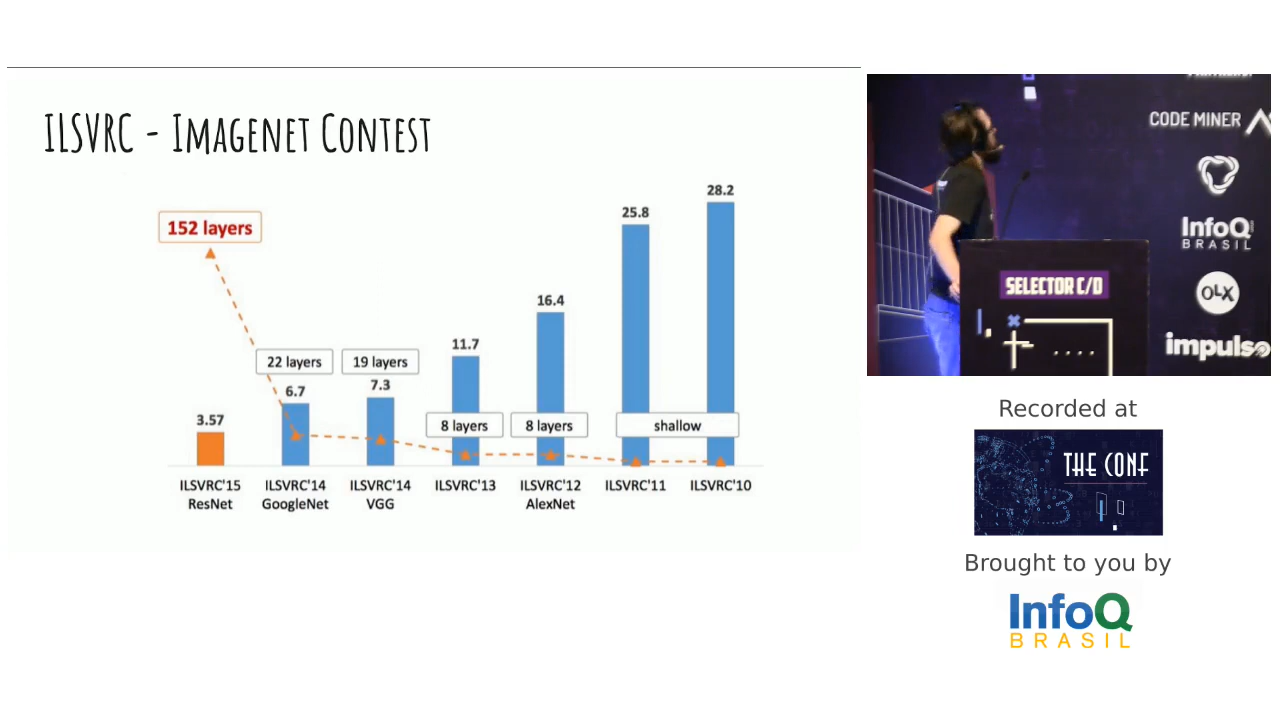 ILSVRC - IMAGENET CONTEST
28.2
25.8
152 layers
16.4
11.7
22 layers
19 layers
7.3
6.7
3.57
8 layers
8 layers
shallow
ILSVRC'15
ResNet
ILSVRC'14
GoogleNet
ILSVRC'14
VGG
ILSVRC'13
ILSVRC'12
AlexNet
ILSVRC'11
ILSVRC'10
CODE MINER
InfoQ
BRASIL
OLX
impulso
SELECTOR C/D
Recorded at
THE CONF
Brought to you by
InfoQ
BRASIL